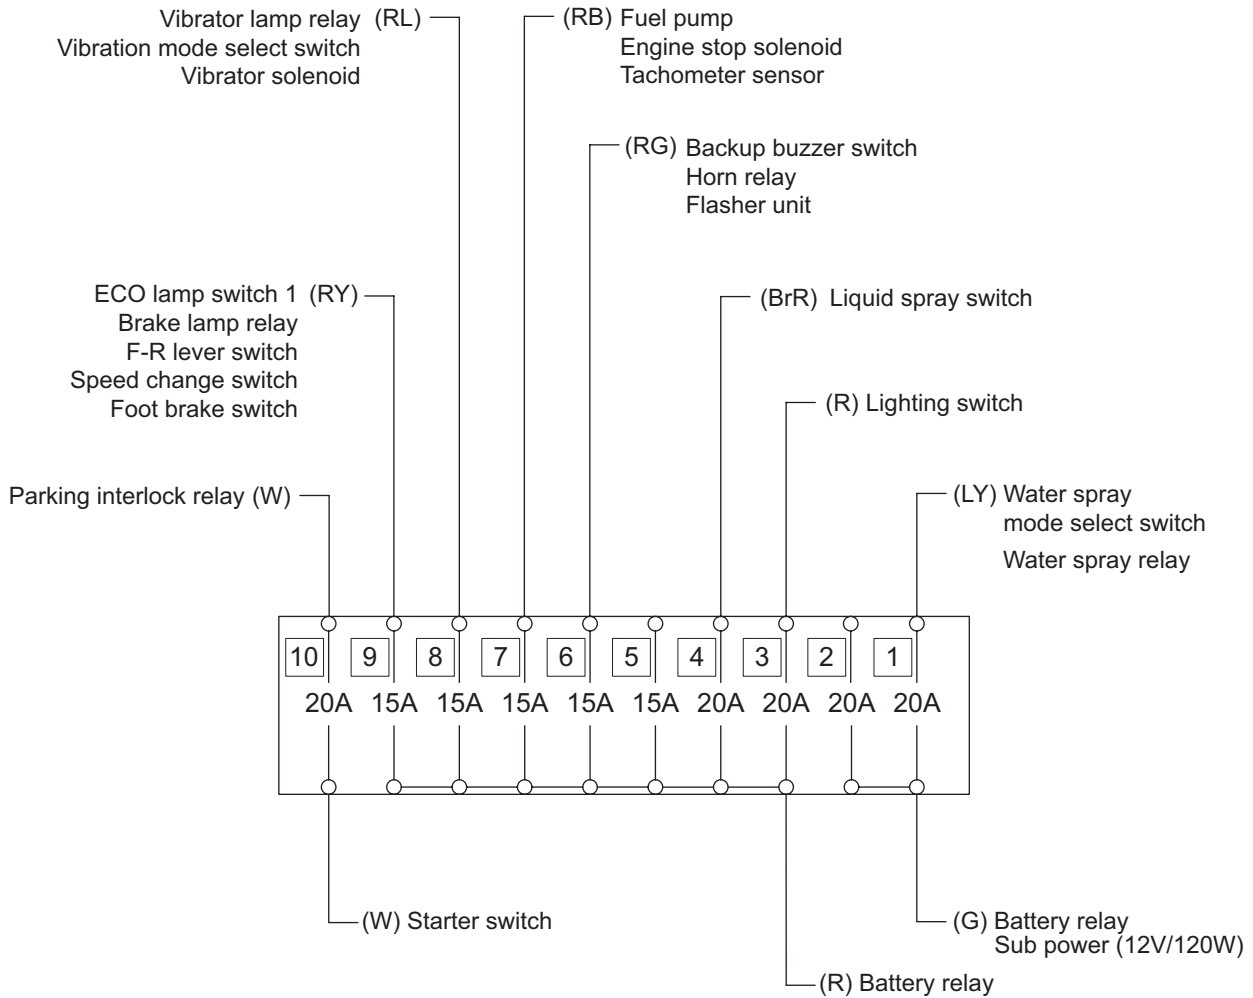 Vibrator lamp relay (RL)
Vibration mode select switch
Vibrator solenoid
(RB) Fuel pump
Engine stop solenoid
Tachometer sensor
(RG) Backup buzzer switch
Horn relay
Flasher unit
ECO lamp switch 1 (RY)
Brake lamp relay
F-R lever switch
Speed change switch
Foot brake switch
(BrR) Liquid spray switch
(R) Lighting switch
Parking interlock relay (W)
(LY) Water spray
mode select switch
Water spray relay
10 9 8 7 6 5 4 3 2 1
20A 15A 15A 15A 15A 15A 20A 20A 20A 20A
(W) Starter switch
(G) Battery relay
Sub power (12V/120W)
(R) Battery relay